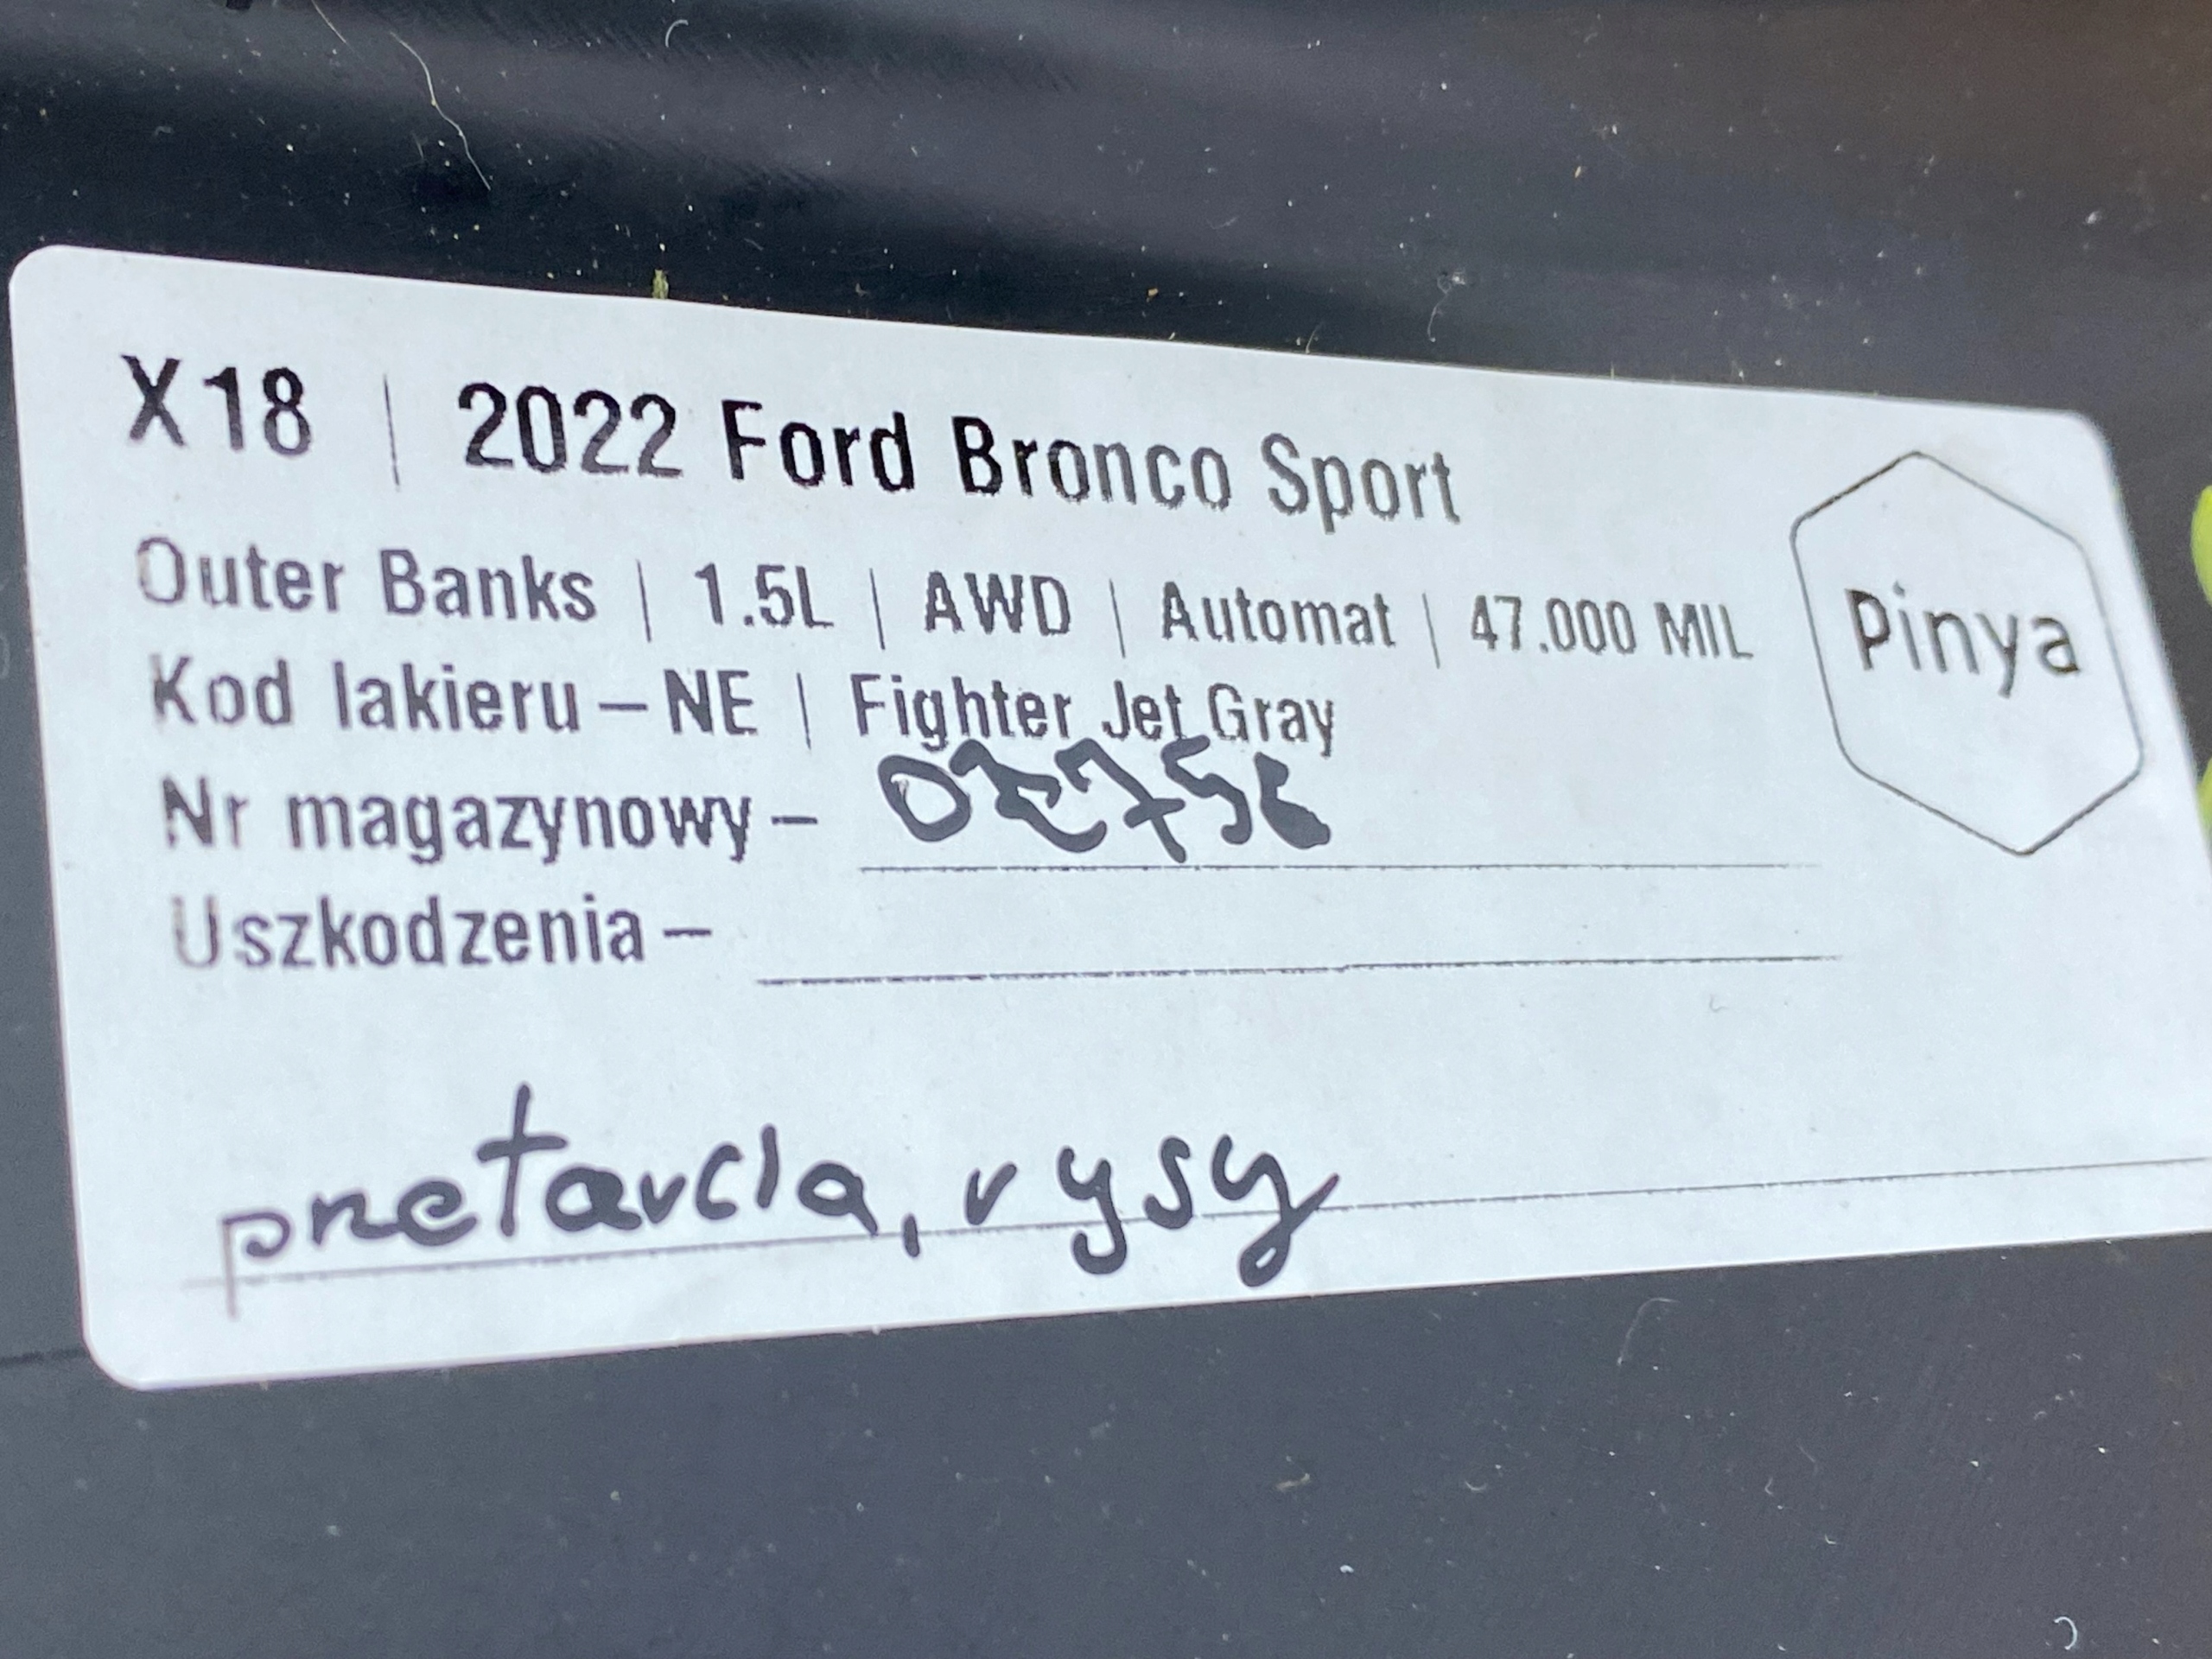 X18 | 2022 Ford Bronco Sport
Outer Banks | 1.5L | AWD | Automat | 47.000 MIL
Pinya
Kod lakieru – NE | Fighter Jet Gray
Nr magazynowy –
Uszkodzenia –
pretarcia, rysy